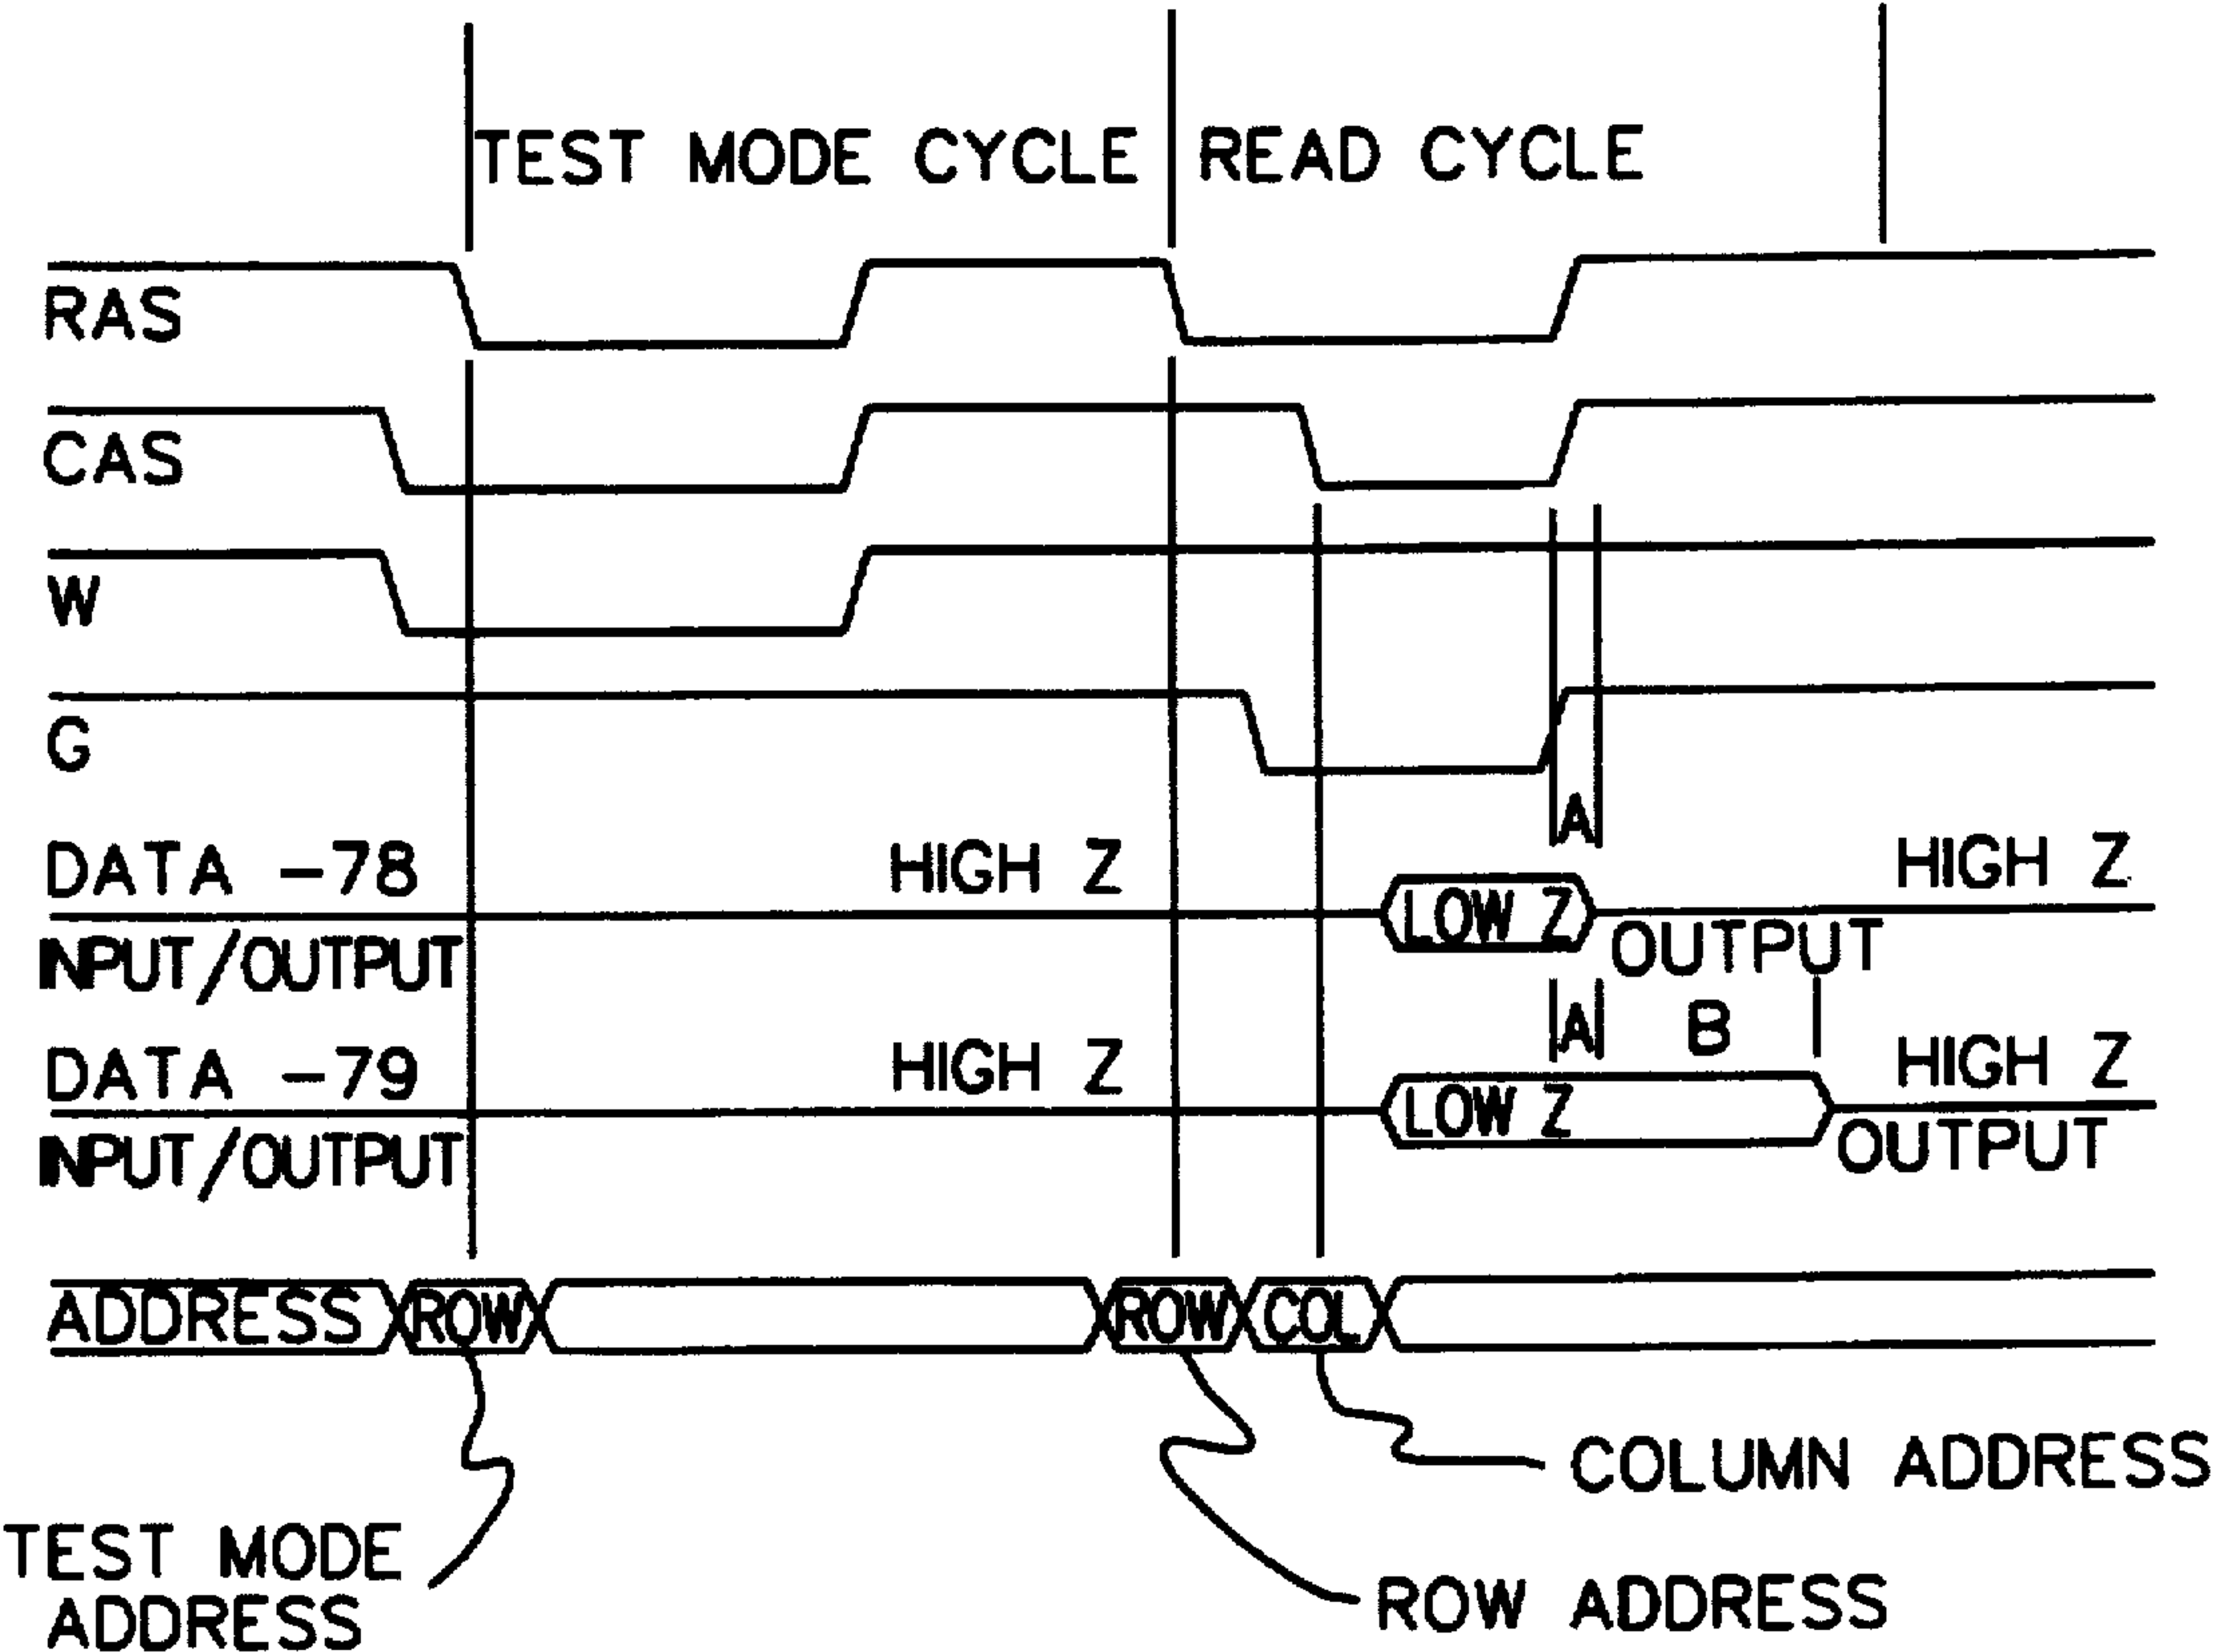 TEST MODE CYCLE
READ CYCLE
RAS
CAS
W
G
A
DATA -78
HIGH Z
HIGH Z
LOW Z
INPUT/OUTPUT
OUTPUT
A
B
DATA -79
HIGH Z
HIGH Z
LOW Z
INPUT/OUTPUT
OUTPUT
ADDRESS
ROW
ROW
COL
COLUMN ADDRESS
TEST MODE
ADDRESS
ROW ADDRESS